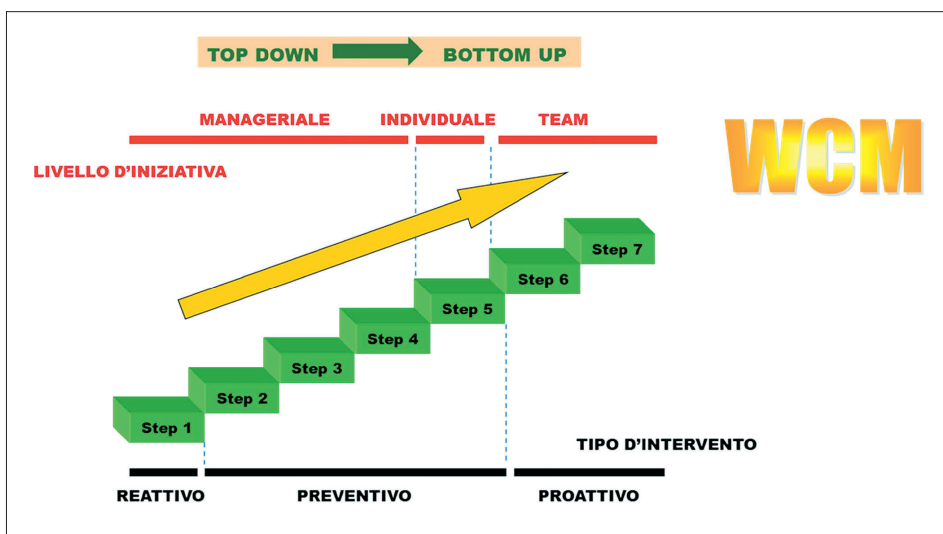 TOP DOWN BOTTOM UP
MANAGERIALE INDIVIDUALE TEAM
LIVELLO D’INIZIATIVA
WCM
Step 7
Step 6
Step 5
Step 4
Step 3
Step 2
Step 1
TIPO D’INTERVENTO
REATTIVO PREVENTIVO PROATTIVO